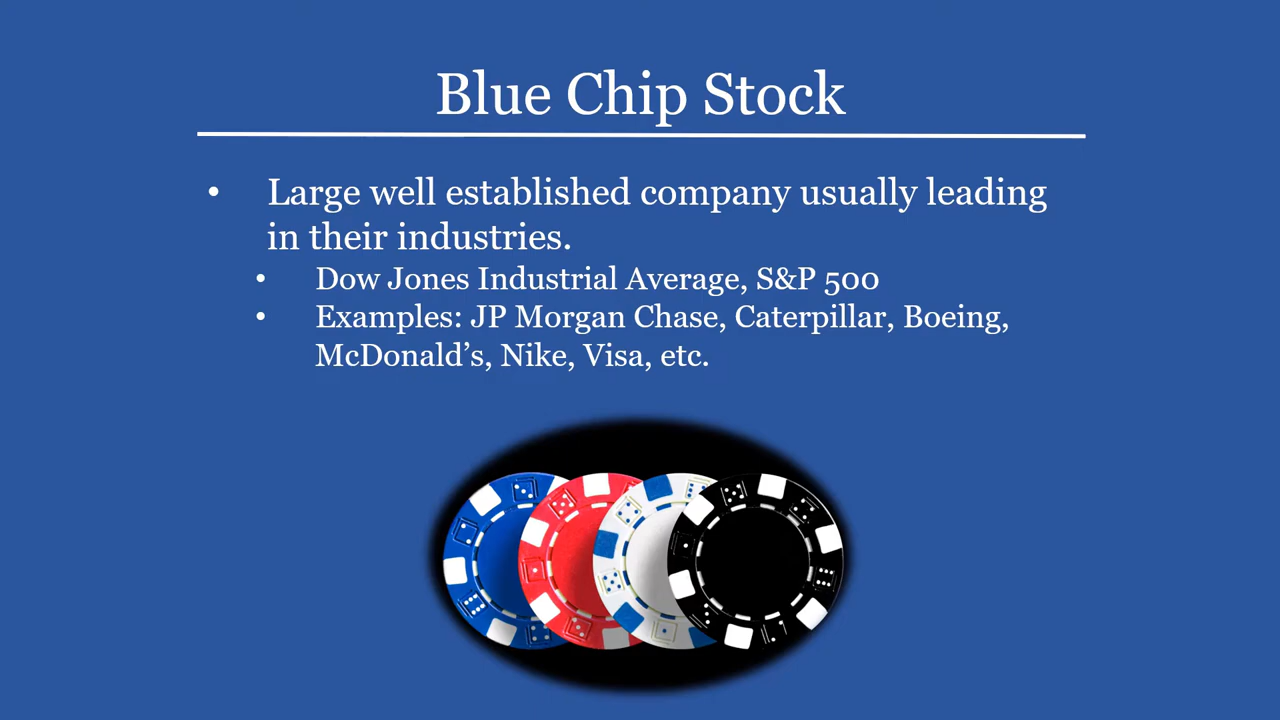 Blue Chip Stock
• Large well established company usually leading
in their industries.
• Dow Jones Industrial Average, S&P 500
• Examples: JP Morgan Chase, Caterpillar, Boeing,
McDonald’s, Nike, Visa, etc.